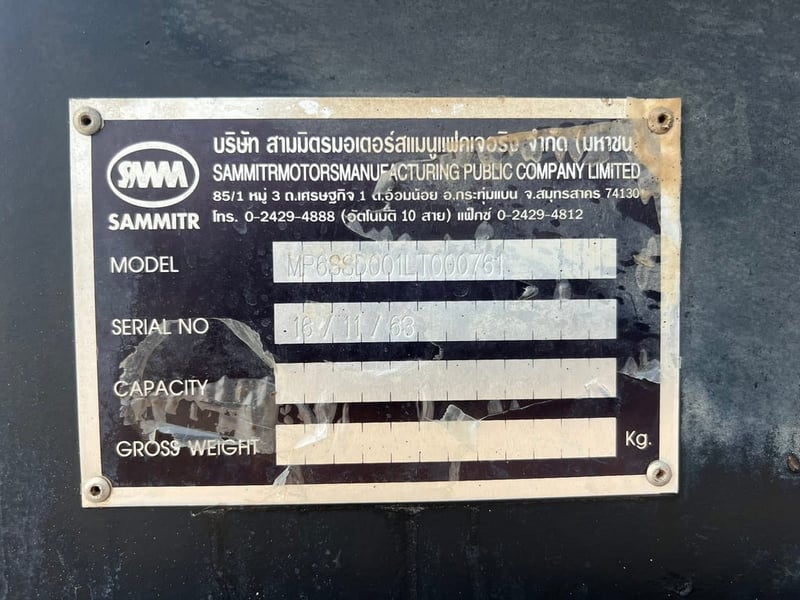 SMM
SAMMITR
บริษัท สามมิตรมอเตอร์สแมนูแฟคเจอริง จำกัด (มหาชน
SAMMITRMOTORSMANUFACTURING PUBLIC COMPANY LIMITED
85/1 หมู่ 3 ถ.เศรษฐกิจ 1 ต.อ้อมน้อย อ.กระทุ่มแบน จ.สมุทรสาคร 74130
โทร. 0-2429-4888 (อัตโนมัติ 10 สาย) แฟ็กซ์ 0-2429-4812
MODEL MP6SSD001LT000761
SERIAL NO 16/11/63
CAPACITY
GROSS WEIGHT Kg.